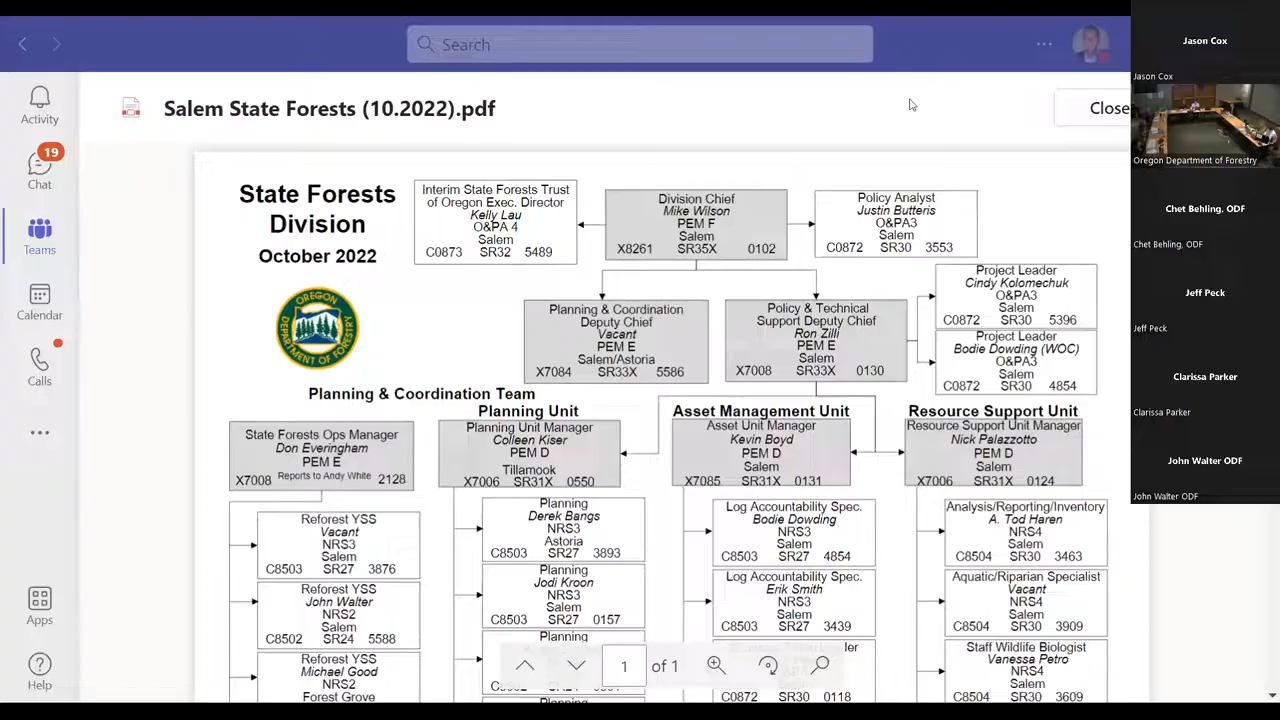 Search
Activity
19
Chat
Teams
Calendar
Calls
Apps
Help
Salem State Forests (10.2022).pdf
Close
State Forests
Division
October 2022
OREGON
DEPARTMENT OF FORESTRY
Interim State Forests Trust
of Oregon Exec. Director
Kelly Lau
O&PA 4
Salem
C0873 SR32 5489
Division Chief
Mike Wilson
PEM F
Salem
X8261 SR35X 0102
Policy Analyst
Justin Butteris
O&PA3
Salem
C0872 SR30 3553
Planning & Coordination
Deputy Chief
Vacant
PEM E
Salem/Astoria
X7084 SR33X 5586
Policy & Technical
Support Deputy Chief
Ron Zilli
PEM E
Salem
X7008 SR33X 0130
Project Leader
Cindy Kolomechuk
O&PA3
Salem
C0872 SR30 5396
Project Leader
Bodie Dowding (WOC)
O&PA3
Salem
C0872 SR30 4854
Planning & Coordination Team
State Forests Ops Manager
Don Everingham
PEM E
X7008 Reports to Andy White 2128
Reforest YSS
Vacant
NRS3
Salem
C8503 SR27 3876
Reforest YSS
John Walter
NRS2
Salem
C8502 SR24 5588
Reforest YSS
Michael Good
NRS2
Forest Grove
Planning Unit
Planning Unit Manager
Colleen Kiser
PEM D
Tillamook
X7006 SR31X 0550
Planning
Derek Bangs
NRS3
Astoria
C8503 SR27 3893
Planning
Jodi Kroon
NRS3
Salem
C8503 SR27 0157
Planning
Planning
Asset Management Unit
Asset Unit Manager
Kevin Boyd
PEM D
Salem
X7085 SR31X 0131
Log Accountability Spec.
Bodie Dowding
NRS3
Salem
C8503 SR27 4854
Log Accountability Spec.
Erik Smith
NRS3
Salem
C8503 SR27 3439
C0872 SR30 0118
Resource Support Unit
Resource Support Unit Manager
Nick Palazzotto
PEM D
Salem
X7006 SR31X 0124
Analysis/Reporting/Inventory
A. Tod Haren
NRS4
Salem
C8504 SR30 3463
Aquatic/Riparian Specialist
Vacant
NRS4
Salem
C8504 SR30 3909
Staff Wildlife Biologist
Vanessa Petro
NRS4
Salem
C8504 SR30 3609
1 of 1
Jason Cox
Jason Cox
Oregon Department of Forestry
Chet Behling, ODF
Chet Behling, ODF
Jeff Peck
Jeff Peck
Clarissa Parker
Clarissa Parker
John Walter ODF
John Walter ODF